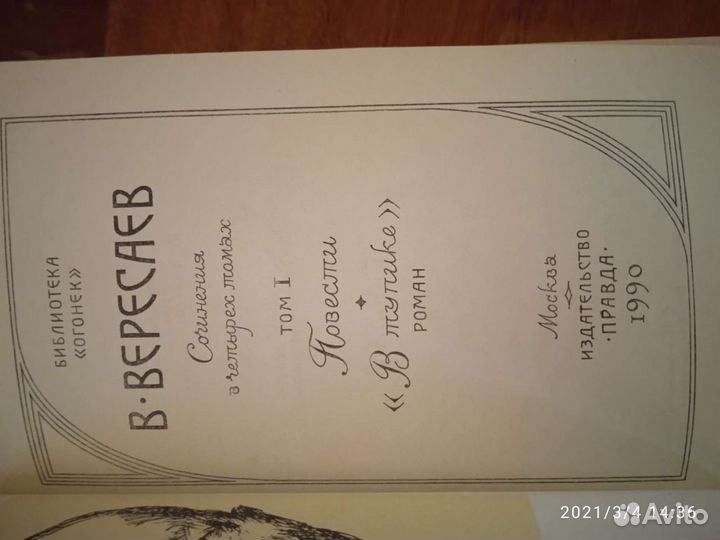 БИБЛИОТЕКА
«ОГОНЕК»
В·ВЕРЕСАЕВ
Сочинения
в четырех томах
ТОМ I
Повести
«В тупике»
РОМАН
Москва
ИЗДАТЕЛЬСТВО
·ПРАВДА·
1990
2021/3/4 14:36
Avito